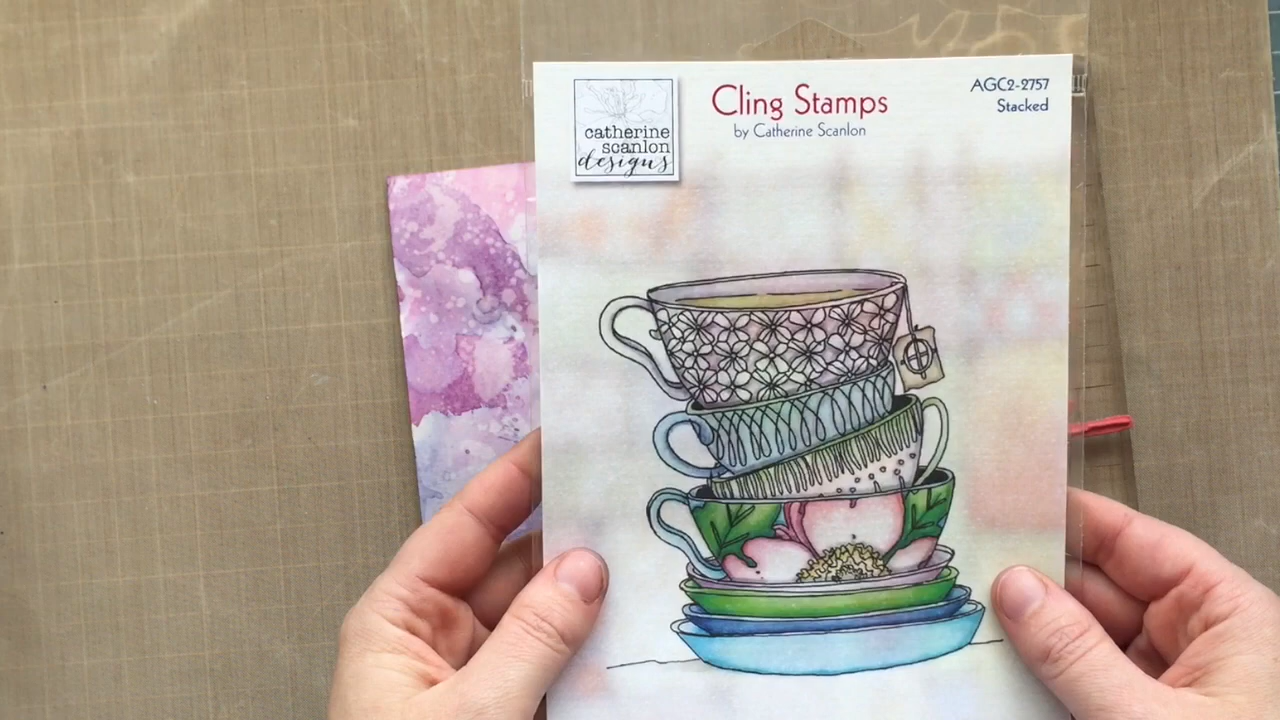 catherine
scanlon
designs
Cling Stamps
by Catherine Scanlon
AGC2-2757
Stacked